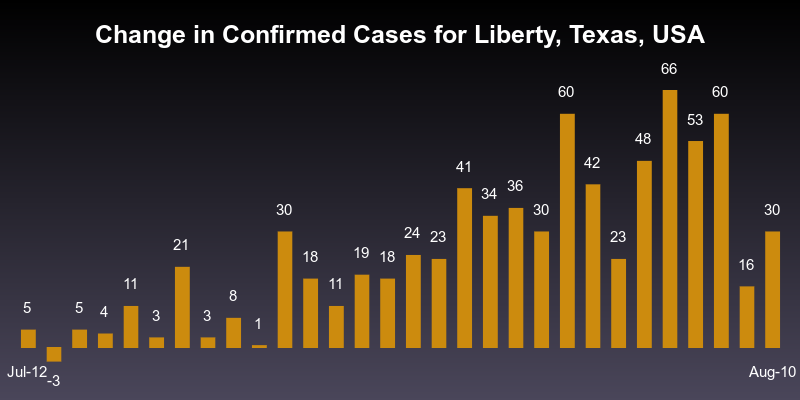 Change in Confirmed Cases for Liberty, Texas, USA
5 -3 5 4 11 3 21 3 8 1 30 18 11 19 18 24 23 41 34 36 30 60 42 23 48 66 53 60 16 30
Jul-12 Aug-10